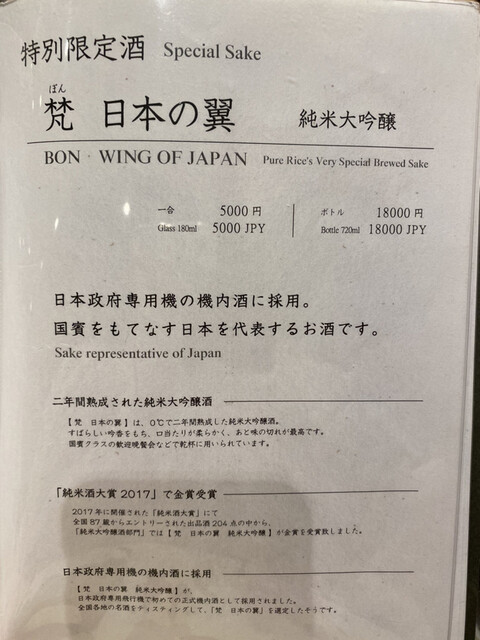 特別限定酒 Special Sake
ぼん
梵 日本の翼 純米大吟醸
BON・WING OF JAPAN Pure Rice's Very Special Brewed Sake
一合 5000 円 ボトル 18000 円
Glass 180ml 5000 JPY Bottle 720ml 18000 JPY
日本政府専用機の機内酒に採用。
国賓をもてなす日本を代表するお酒です。
Sake representative of Japan
二年間熟成された純米大吟醸酒
【梵 日本の翼】は、0℃で二年間熟成した純米大吟醸酒。
すばらしい吟香をもち、口当たりが柔らかく、あと味の切れが最高です。
国賓クラスの歓迎晩餐会などで乾杯に用いられています。
「純米酒大賞 2017」で金賞受賞
2017年に開催された「純米酒大賞」にて
全国87蔵からエントリーされた出品酒204点の中から、
「純米大吟醸酒部門」では【梵 日本の翼 純米大吟醸】が金賞を受賞致しました。
日本政府専用機の機内酒に採用
【梵 日本の翼 純米大吟醸】が、
日本政府専用飛行機で初めての正式機内酒として採用されました。
全国各地の名酒をティスティングして、「梵 日本の翼」を選定したそうです。